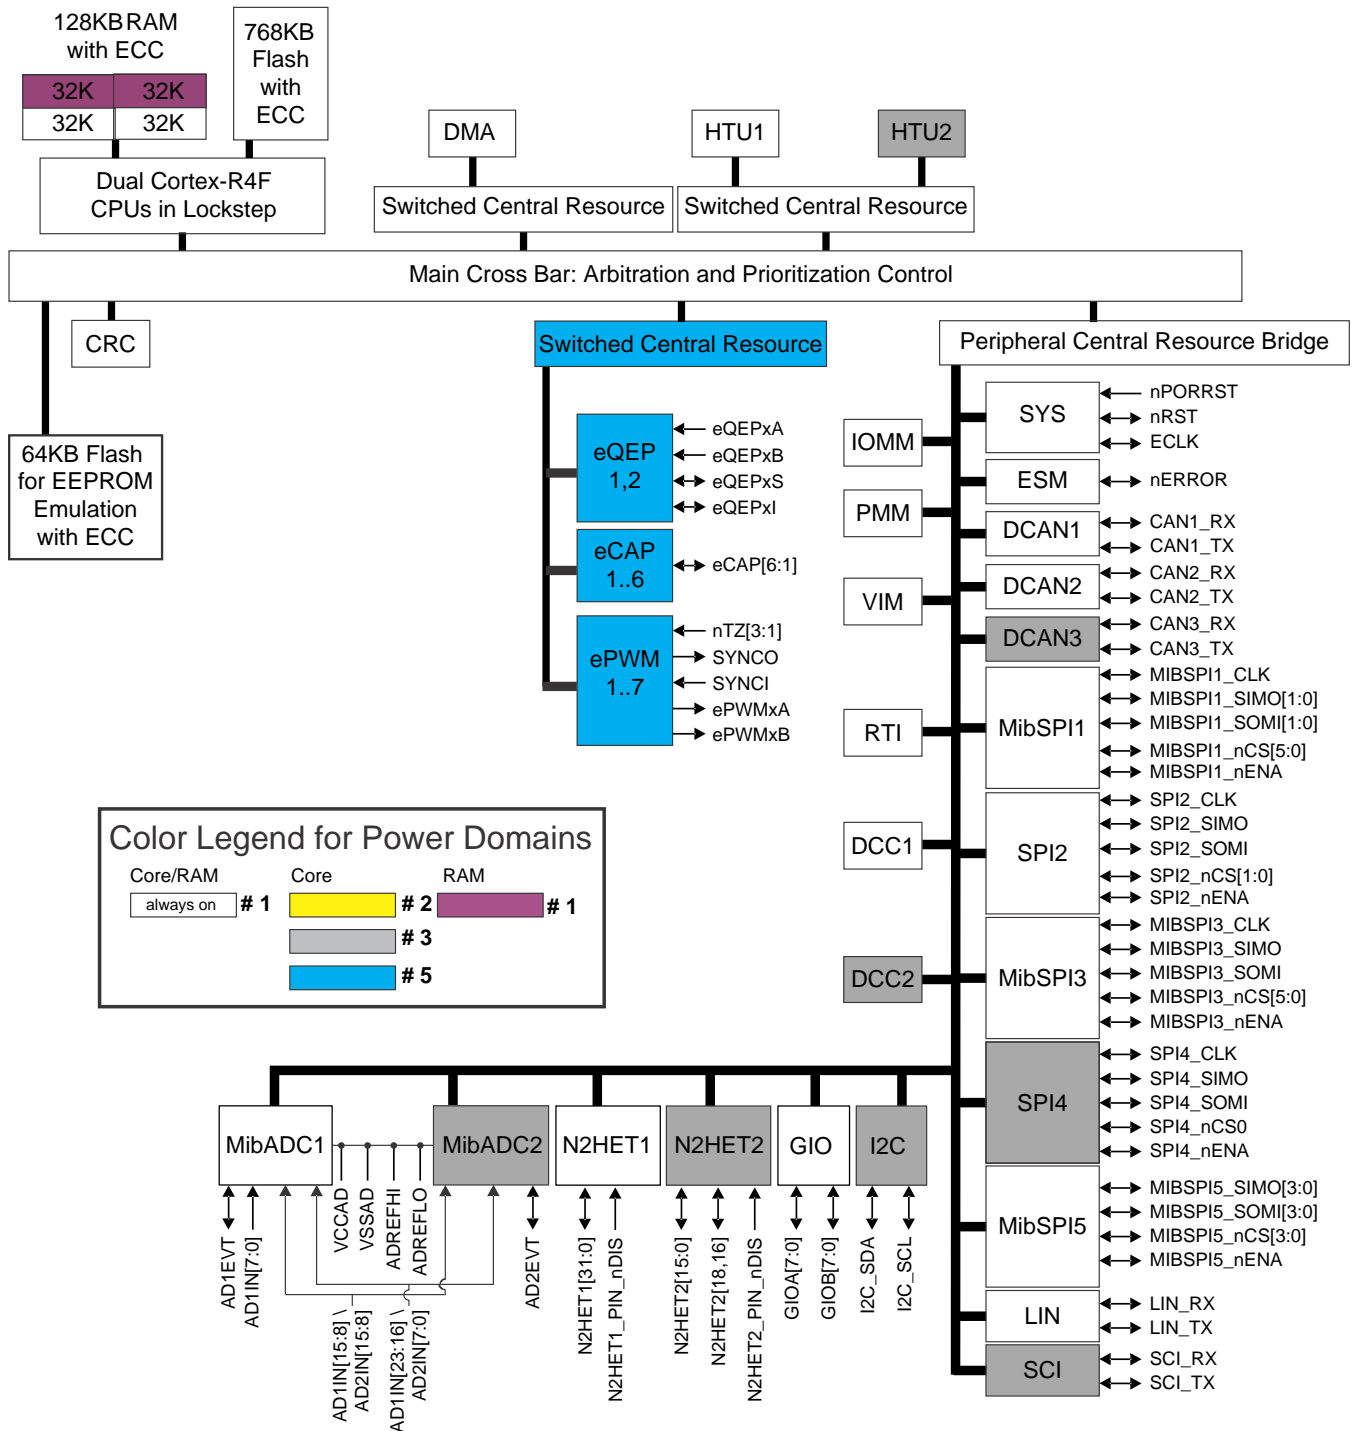 128KB RAM
with ECC
32K 32K
32K 32K
768KB
Flash
with
ECC
DMA
HTU1
HTU2
Dual Cortex-R4F
CPUs in Lockstep
Switched Central Resource
Switched Central Resource
Main Cross Bar: Arbitration and Prioritization Control
CRC
Switched Central Resource
Peripheral Central Resource Bridge
64KB Flash
for EEPROM
Emulation
with ECC
eQEP
1,2
eQEPxA
eQEPxB
eQEPxS
eQEPxI
eCAP
1..6
eCAP[6:1]
ePWM
1..7
nTZ[3:1]
SYNCO
SYNCI
ePWMxA
ePWMxB
IOMM
PMM
VIM
RTI
DCC1
DCC2
SYS
nPORRST
nRST
ECLK
ESM
nERROR
DCAN1
CAN1_RX
CAN1_TX
DCAN2
CAN2_RX
CAN2_TX
DCAN3
CAN3_RX
CAN3_TX
MibSPI1
MIBSPI1_CLK
MIBSPI1_SIMO[1:0]
MIBSPI1_SOMI[1:0]
MIBSPI1_nCS[5:0]
MIBSPI1_nENA
SPI2
SPI2_CLK
SPI2_SIMO
SPI2_SOMI
SPI2_nCS[1:0]
SPI2_nENA
MibSPI3
MIBSPI3_CLK
MIBSPI3_SIMO
MIBSPI3_SOMI
MIBSPI3_nCS[5:0]
MIBSPI3_nENA
SPI4
SPI4_CLK
SPI4_SIMO
SPI4_SOMI
SPI4_nCS0
SPI4_nENA
MibSPI5
MIBSPI5_SIMO[3:0]
MIBSPI5_SOMI[3:0]
MIBSPI5_nCS[3:0]
MIBSPI5_nENA
LIN
LIN_RX
LIN_TX
SCI
SCI_RX
SCI_TX
Color Legend for Power Domains
Core/RAM Core RAM
always on # 1 # 2 # 1
# 3
# 5
MibADC1
MibADC2
N2HET1
N2HET2
GIO
I2C
AD1EVT
AD1IN[7:0]
VCCAD
VSSAD
ADREFHI
ADREFLO
AD1IN[15:8] \
AD2IN[15:8]
AD1IN[23:16] \
AD2IN[7:0]
AD2EVT
N2HET1[31:0]
N2HET1_PIN_nDIS
N2HET2[15:0]
N2HET2[18,16]
N2HET2_PIN_nDIS
GIOA[7:0]
GIOB[7:0]
I2C_SDA
I2C_SCL